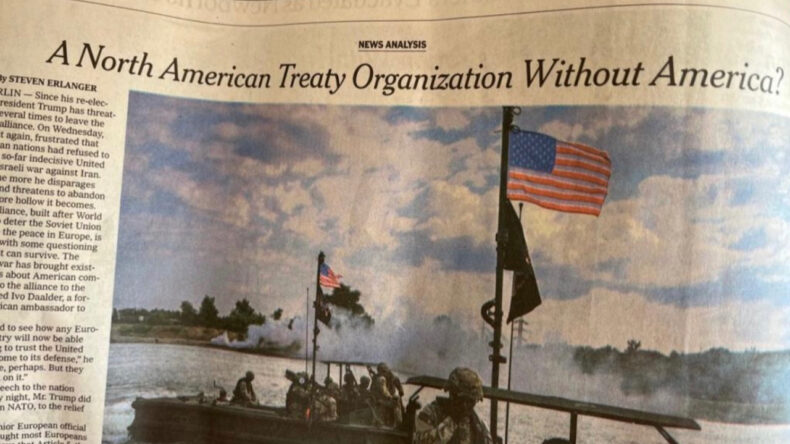 NEWS ANALYSIS
A North American Treaty Organization Without America?
By STEVEN ERLANGER
RLIN — Since his re-elec-
resident Trump has threat-
everal times to leave the
alliance. On Wednesday,
t again, frustrated that
an nations had refused to
so-far indecisive United
sraeli war against Iran.
e more he disparages
nd threatens to abandon
ore hollow it becomes.
liance, built after World
deter the Soviet Union
the peace in Europe, is
with some questioning
t can survive. The
war has brought exist-
s about American com-
o the alliance to the
ed Ivo Daalder, a for-
ican ambassador to
d to see how any Euro-
try will now be able
to trust the United
ome to its defense," he
e, perhaps. But they
on it."
eech to the nation
y night, Mr. Trump did
n NATO, to the relief
nior European official
ught most Europeans